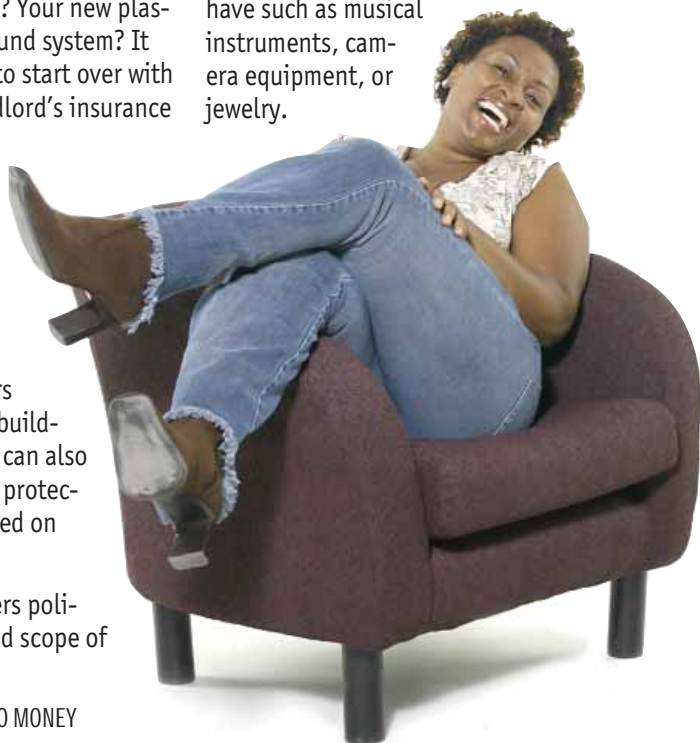 ? Your new plas-
und system? It
to start over with
dlord's insurance
rs
build-
can also
protec-
ed on
ers poli-
d scope of
O MONEY
have such as musical
instruments, cam-
era equipment, or
jewelry.